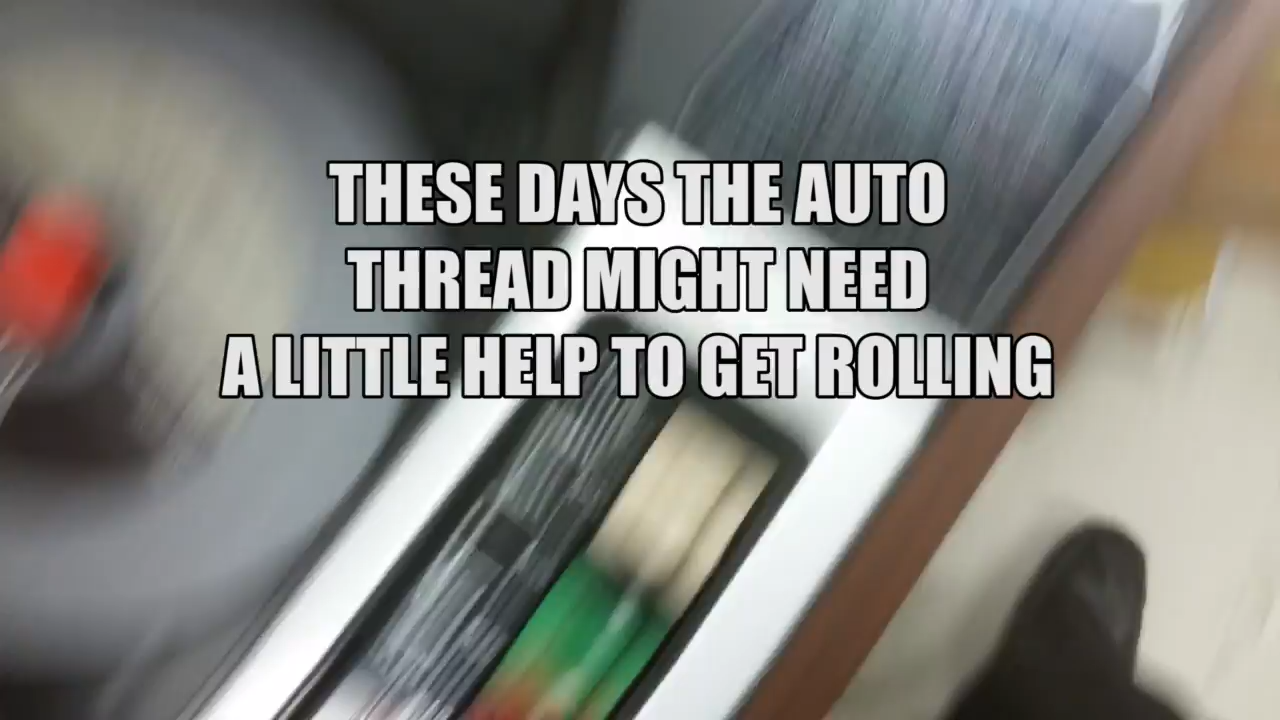 THESE DAYS THE AUTO
THREAD MIGHT NEED
A LITTLE HELP TO GET ROLLING